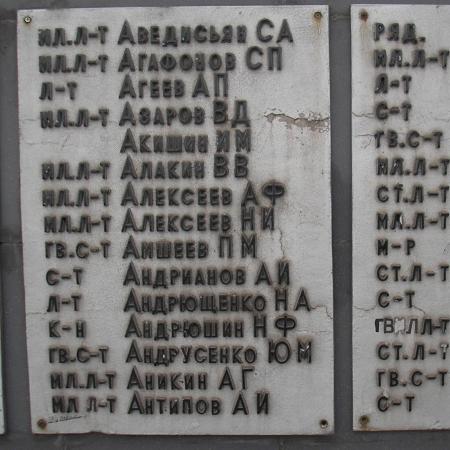 мл.л-т Аведисьян СА
мл.л-т Агафонов СП
л-т Агеев АП
мл.л-т Азаров ВД
Акишин ИМ
мл.л-т Алакин ВВ
мл.л-т Алексеев АФ
мл.л-т Алексеев НИ
гв.с-т Аишеев ПМ
с-т Андрианов АИ
л-т Андрющенко НА
к-н Андрюшин НФ
гв.с-т Андрусенко ЮМ
мл.л-т Аникин АГ
мл л-т Антипов АИ
ряд.
мл.л-т
л-т
с-т
гв.с-т
мл.л-т
ст.л-т
мл.л-т
м-р
ст.л-т
с-т
гвмлл-т
ст.л-т
гв.с-т
с-т